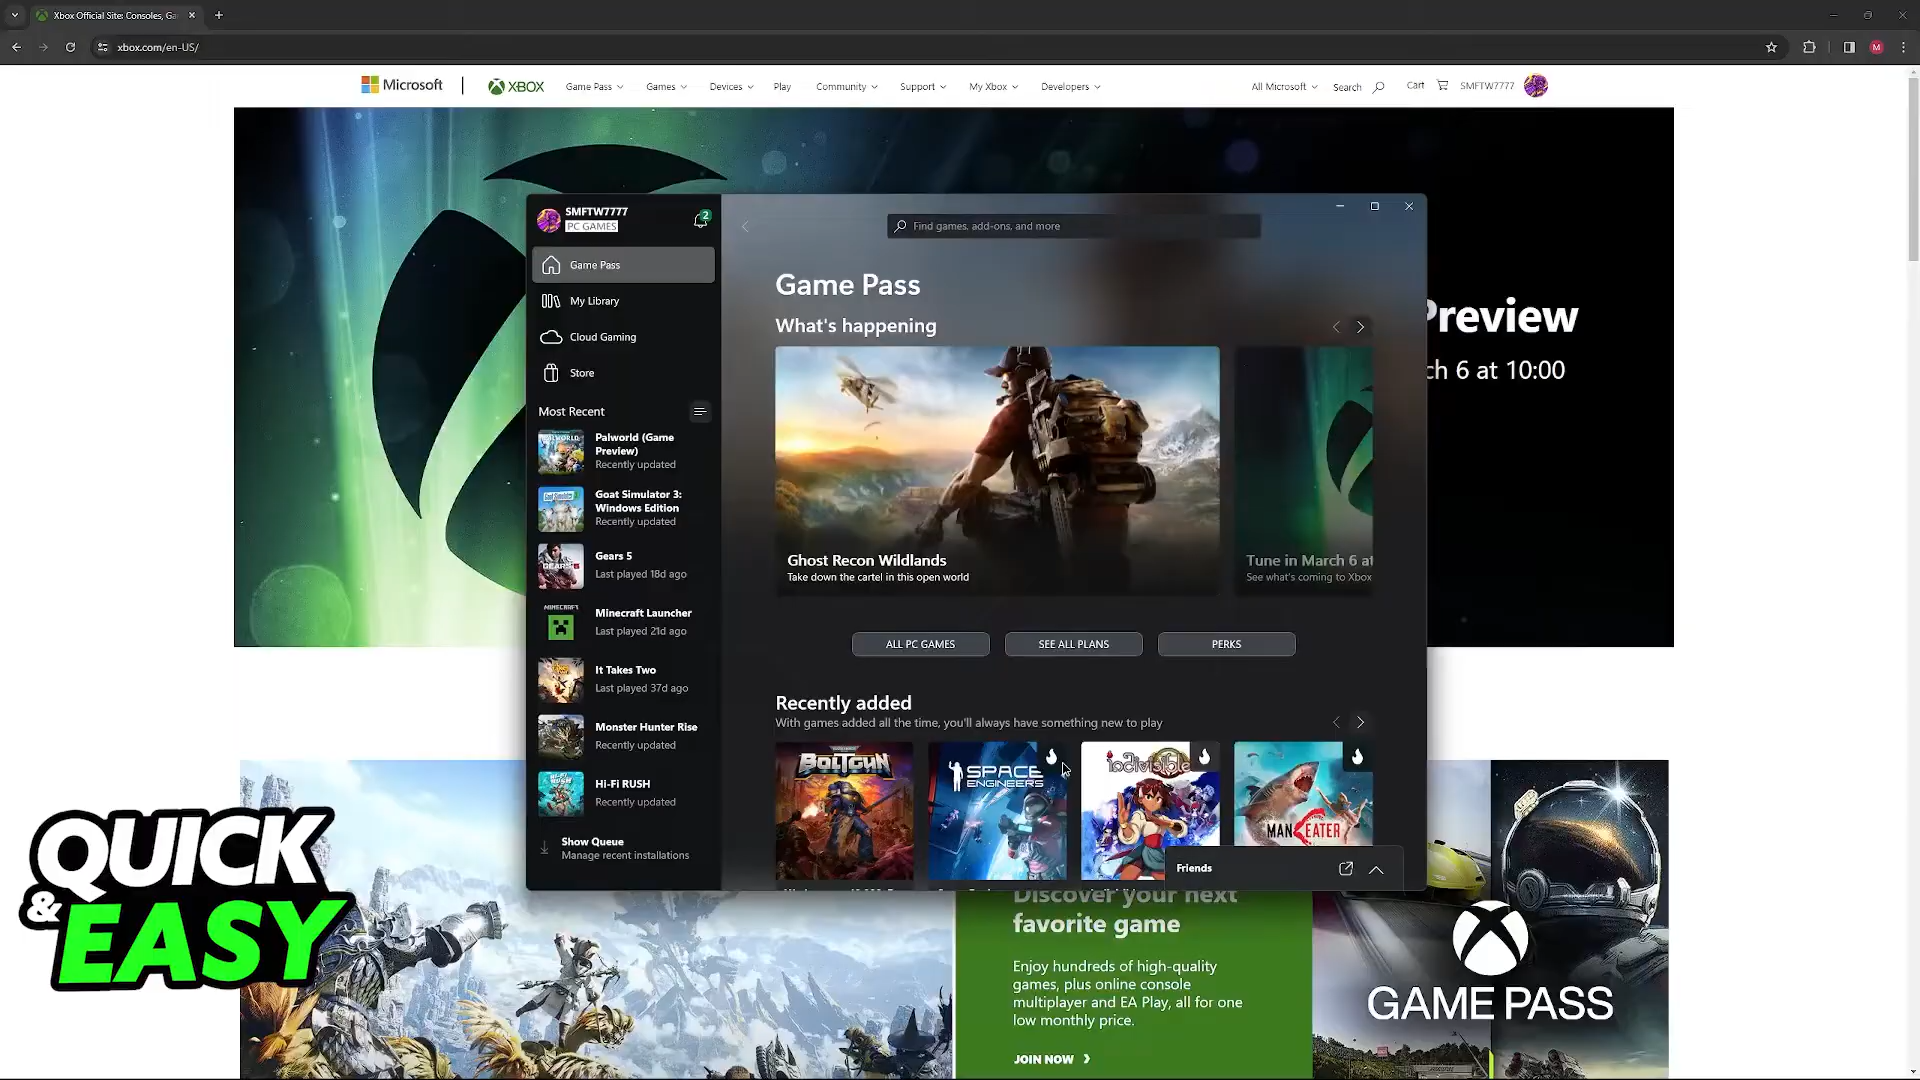 Xbox Official Site: Consoles, Ga
xbox.com/en-US/
M
Microsoft
XBOX
Game Pass
Games
Devices
Play
Community
Support
My Xbox
Developers
All Microsoft
Search
Cart
SMFTW7777
Preview
ch 6 at 10:00
SMFTW7777
PC GAMES
2
Find games, add-ons, and more
Game Pass
My Library
Cloud Gaming
Store
Most Recent
Palworld (Game
Preview)
Recently updated
Goat Simulator 3:
Windows Edition
Recently updated
Gears 5
Last played 18d ago
Minecraft Launcher
Last played 21d ago
It Takes Two
Last played 37d ago
Monster Hunter Rise
Recently updated
Hi-Fi RUSH
Recently updated
Show Queue
Manage recent installations
Game Pass
What's happening
Ghost Recon Wildlands
Take down the cartel in this open world
Tune in March 6 at
See what's coming to Xbox
ALL PC GAMES
SEE ALL PLANS
PERKS
Recently added
With games added all the time, you'll always have something new to play
BOLTGUN
SPACE
ENGINEERS
Indivisible
MANEATER
Friends
QUICK
& EASY
Discover your next
favorite game
Enjoy hundreds of high-quality
games, plus online console
multiplayer and EA Play, all for one
low monthly price.
JOIN NOW
GAME PASS